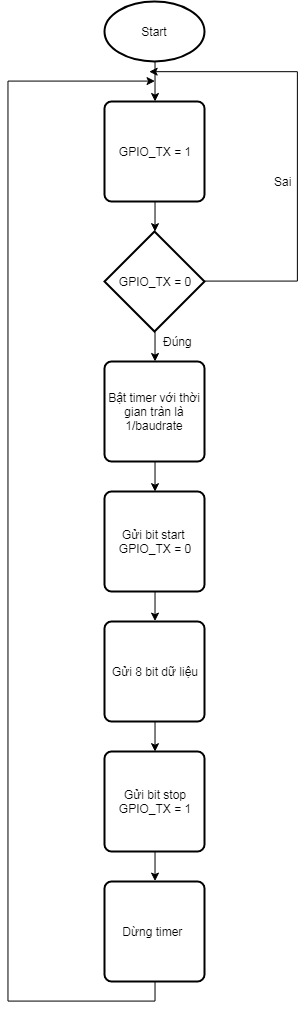 Start
GPIO_TX = 1
GPIO_TX = 0
Sai
Đúng
Bật timer với thời
gian tràn là
1/baudrate
Gửi bit start
GPIO_TX = 0
Gửi 8 bit dữ liệu
Gửi bit stop
GPIO_TX = 1
Dừng timer